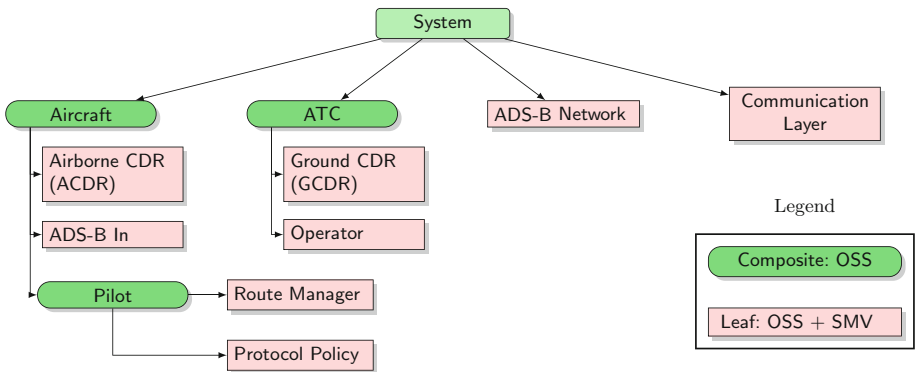 System
Aircraft
ATC
ADS-B Network
Communication
Layer
Airborne CDR
(ACDR)
Ground CDR
(GCDR)
ADS-B In
Operator
Pilot
Route Manager
Protocol Policy
Legend
Composite: OSS
Leaf: OSS + SMV